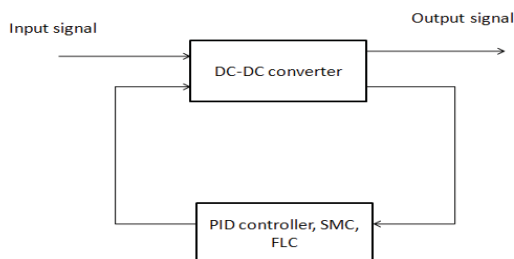 Output signal
Input signal
DC-DC converter
PID controller, SMC,
FLC